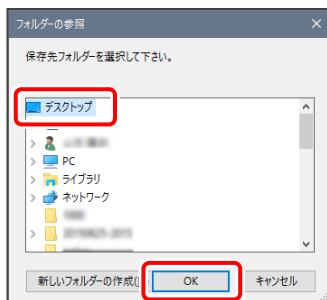 フォルダーの参照
保存先フォルダーを選択して下さい。
デスクトップ
PC
ライブラリ
ネットワーク
新しいフォルダーの作成(
OK
キャンセル